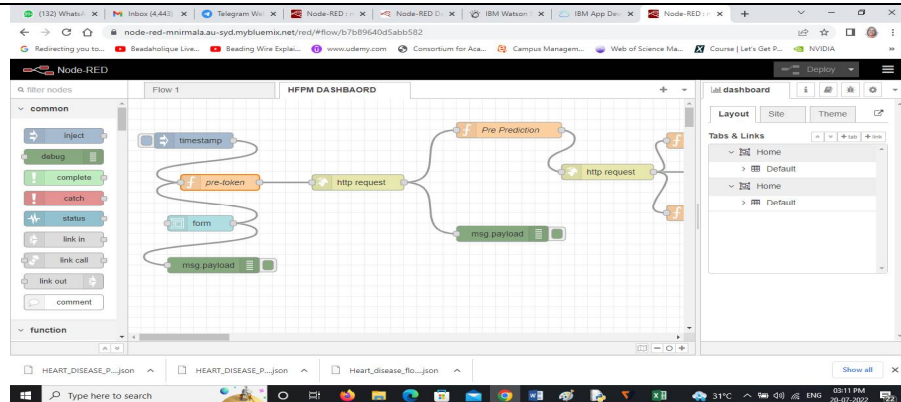 (132) Whats
Inbox (4,443)
Telegram We
Node-RED : n
Node-RED D
IBM Watson S
IBM App Dev
Node-RED : n
node-red-mnirmala.au-syd.mybluemix.net/red/#flow/b7b89640d5abb582
Redirecting you to...
Beadaholique Live...
Beading Wire Explai...
www.udemy.com
Consortium for Aca...
Campus Managem...
Web of Science Ma...
Course | Let's Get P...
NVIDIA
Node-RED
Deploy
filter nodes
Flow 1
HFPM DASHBAORD
dashboard
common
inject
debug
complete
catch
status
link in
link call
link out
comment
function
timestamp
pre-token
form
msg.payload
http request
Pre Prediction
msg.payload
http request
Layout
Site
Theme
Tabs & Links
+ tab
+ link
Home
Default
Home
Default
HEART_DISEASE_P....json
HEART_DISEASE_P....json
Heart_disease_flo....json
Show all
Type here to search
31°C
ENG
03:11 PM
20-07-2022